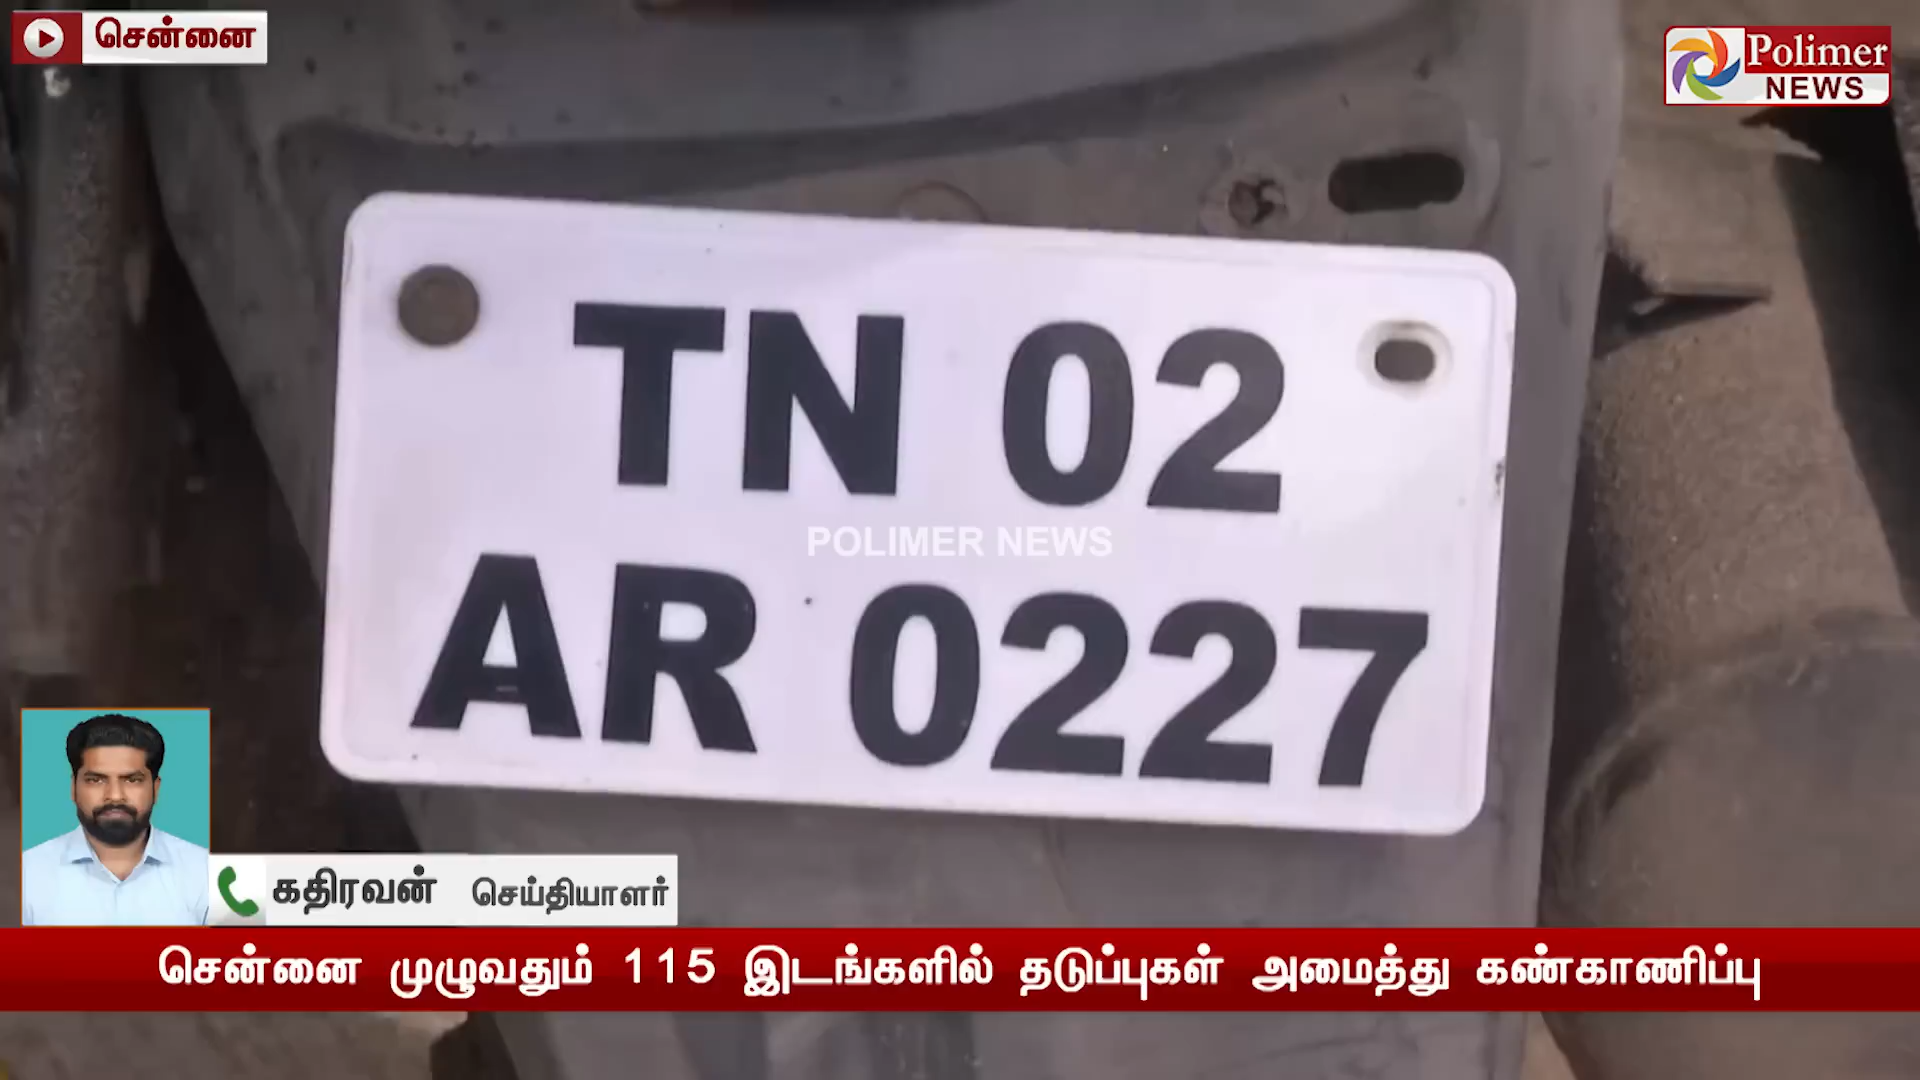 சென்னை
Polimer
NEWS
TN 02
POLIMER NEWS
AR 0227
கதிரவன் செய்தியாளர்
சென்னை முழுவதும் 115 இடங்களில் தடுப்புகள் அமைத்து கண்காணிப்பு